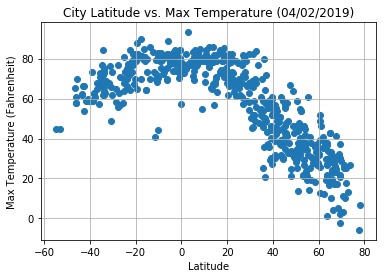 City Latitude vs. Max Temperature (04/02/2019)
Max Temperature (Fahrenheit)
80
60
40
20
0
−60 −40 −20 0 20 40 60 80
Latitude